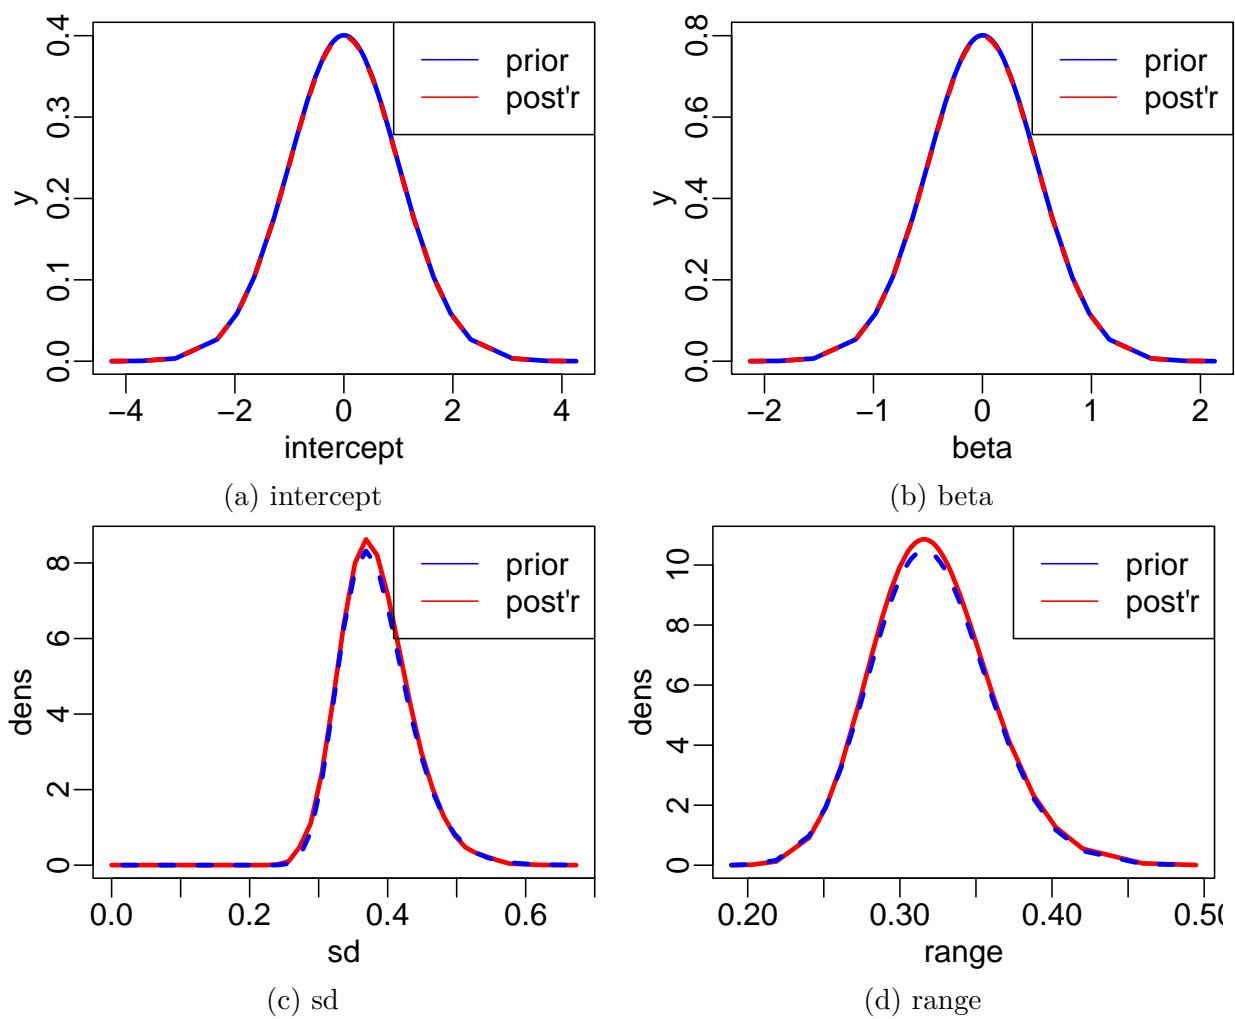 prior
post'r
y
0.0
0.1
0.2
0.3
0.4
−4
−2
0
2
4
intercept
(a) intercept
prior
post'r
y
0.0
0.2
0.4
0.6
0.8
−2
−1
0
1
2
beta
(b) beta
prior
post'r
dens
0
2
4
6
8
0.0
0.2
0.4
0.6
sd
(c) sd
prior
post'r
dens
0
2
4
6
8
10
0.20
0.30
0.40
0.50
range
(d) range